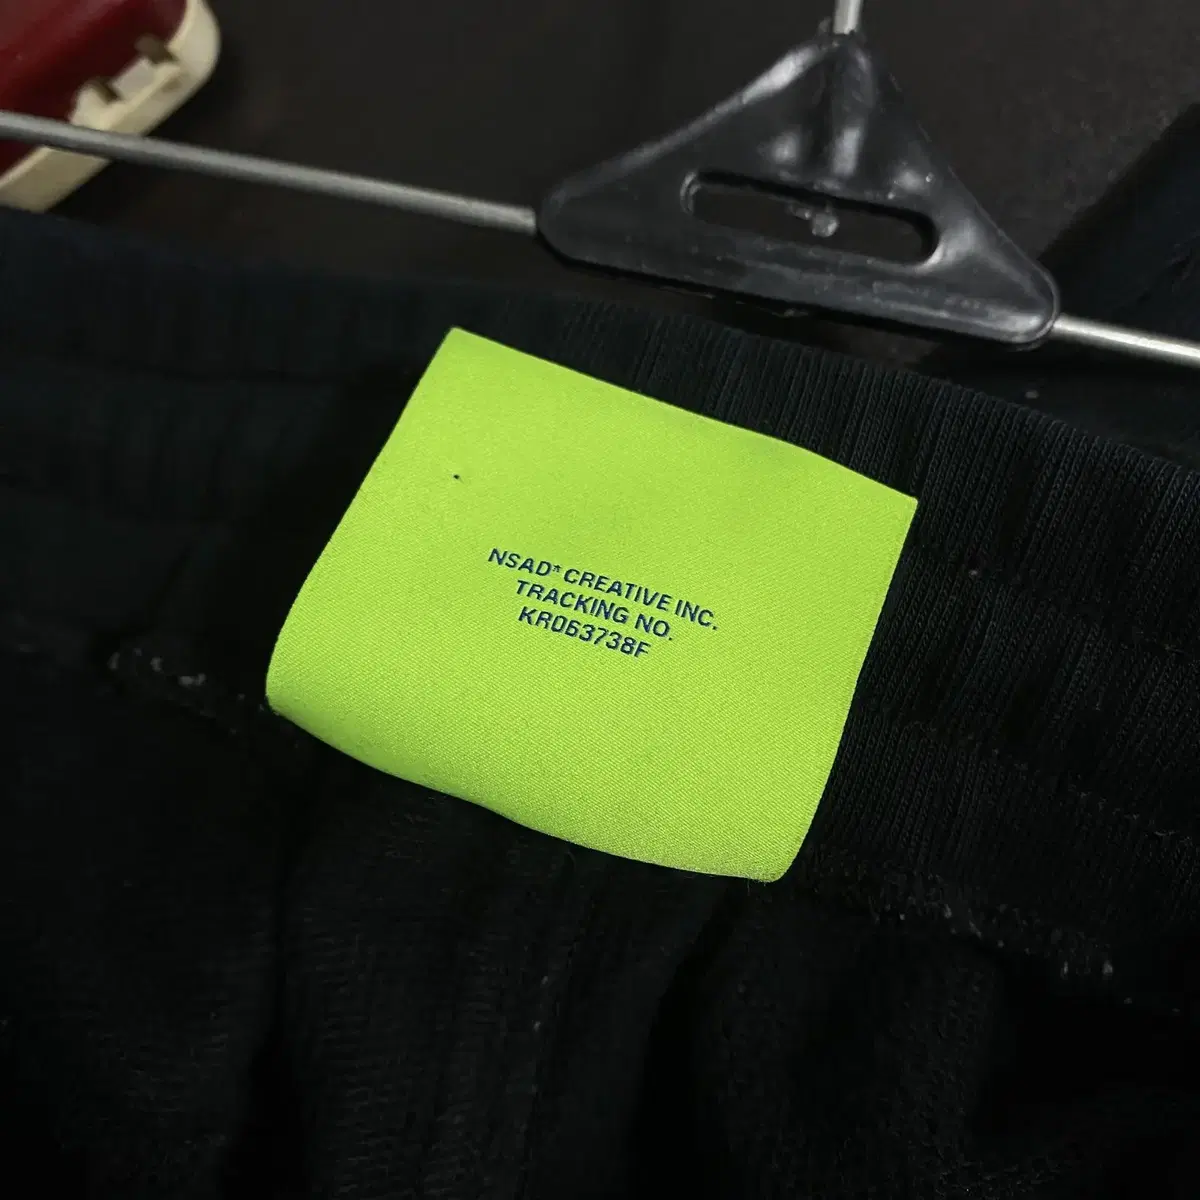 NSAD* CREATIVE INC.
TRACKING NO.
KR063738F